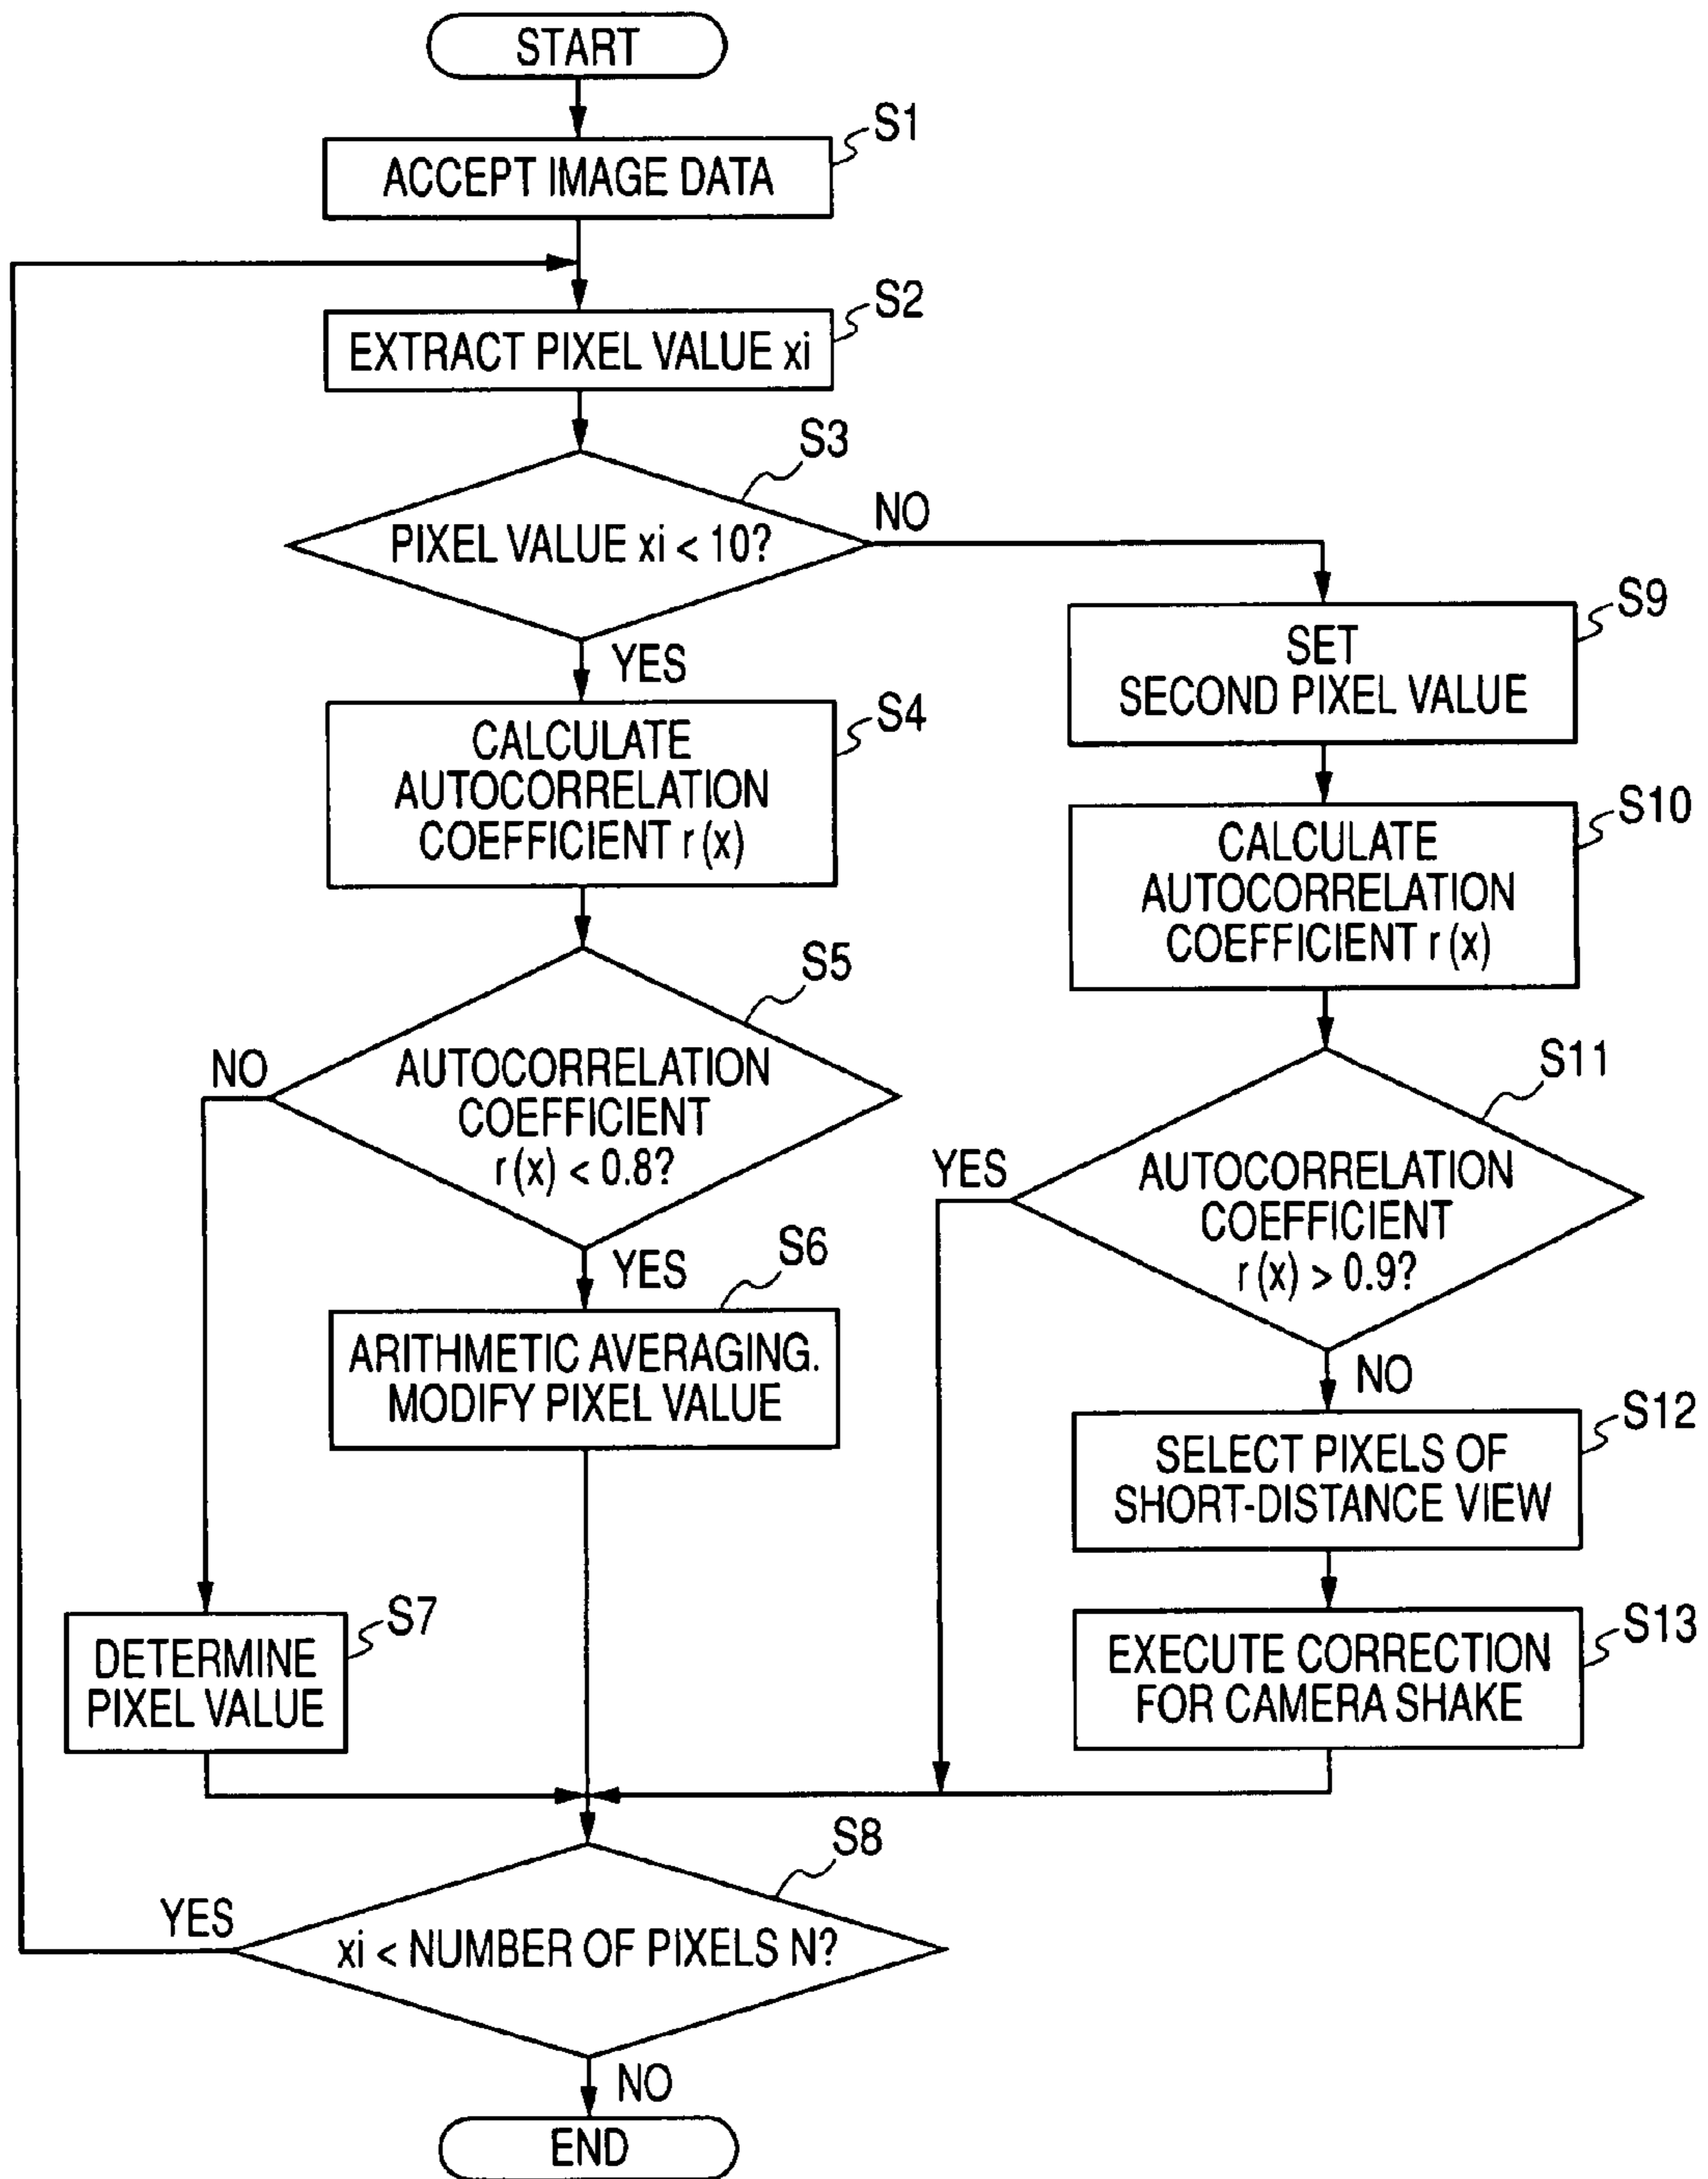 START
S1
ACCEPT IMAGE DATA
S2
EXTRACT PIXEL VALUE xi
S3
PIXEL VALUE xi < 10?
NO
YES
S4
CALCULATE
AUTOCORRELATION
COEFFICIENT r (x)
S5
AUTOCORRELATION
COEFFICIENT
r (x) < 0.8?
NO
YES
S6
ARITHMETIC AVERAGING.
MODIFY PIXEL VALUE
S7
DETERMINE
PIXEL VALUE
S9
SET
SECOND PIXEL VALUE
S10
CALCULATE
AUTOCORRELATION
COEFFICIENT r (x)
S11
AUTOCORRELATION
COEFFICIENT
r (x) > 0.9?
YES
NO
S12
SELECT PIXELS OF
SHORT-DISTANCE VIEW
S13
EXECUTE CORRECTION
FOR CAMERA SHAKE
S8
xi < NUMBER OF PIXELS N?
YES
NO
END